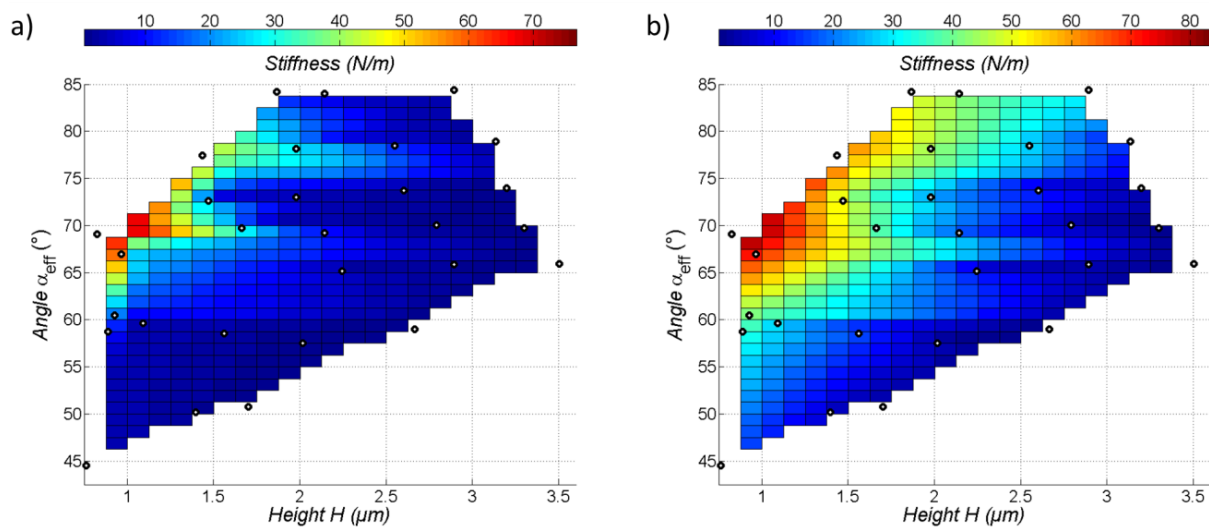 a)
10 20 30 40 50 60 70
Stiffness (N/m)
85
80
75
70
65
60
55
50
45
Angle α_eff (°)
1 1.5 2 2.5 3 3.5
Height H (µm)
b)
10 20 30 40 50 60 70 80
Stiffness (N/m)
85
80
75
70
65
60
55
50
45
Angle α_eff (°)
1 1.5 2 2.5 3 3.5
Height H (µm)